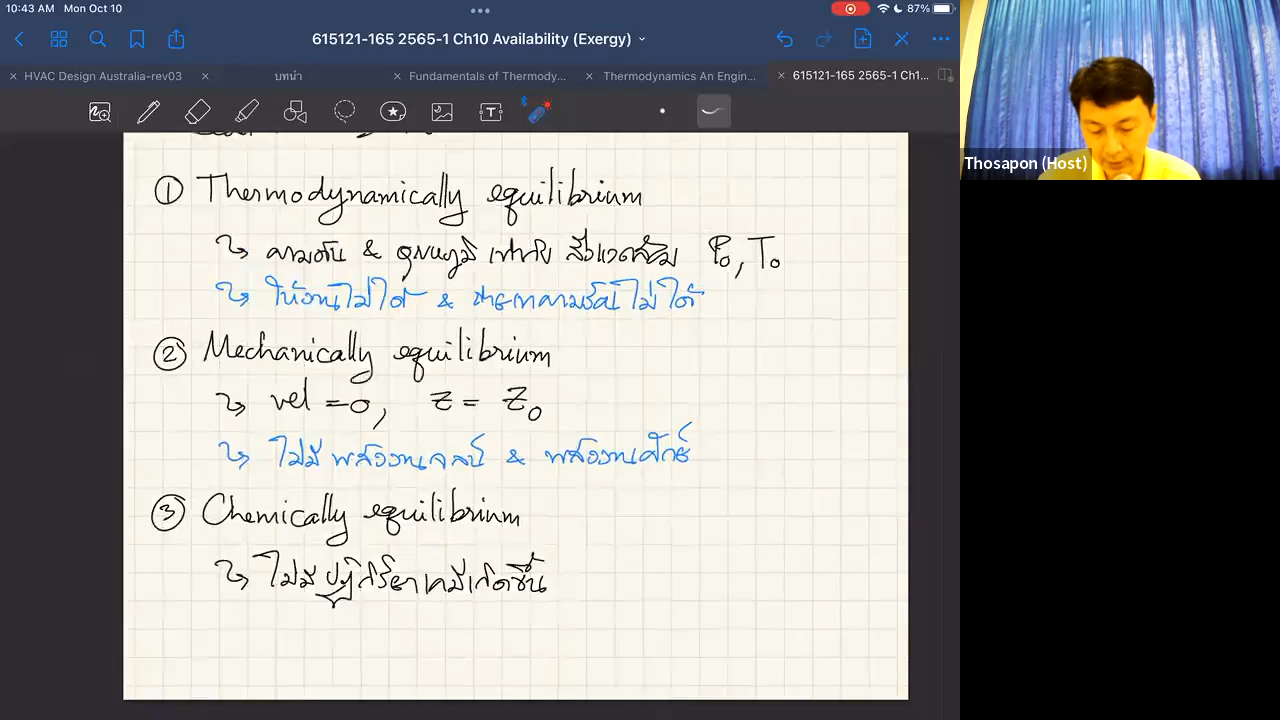 10:43 AM Mon Oct 10
87%
615121-165 2565-1 Ch10 Availability (Exergy)
HVAC Design Australia-rev03
บทนำ
Fundamentals of Thermody...
Thermodynamics An Engin...
615121-165 2565-1 Ch1...
Thosapon (Host)
① Thermodynamically equilibrium
↳ ความดัน & อุณหภูมิ เท่ากับ สิ่งแวดล้อม P₀, T₀
↳ ให้งานไม่ได้ & ถ่ายเทความร้อนไม่ได้
② Mechanically equilibrium
↳ vel = 0, Z = Z₀
↳ ไม่มี พลังงานจลน์ & พลังงานศักย์
③ Chemically equilibrium
↳ ไม่มีปฏิกิริยาเคมีเกิดขึ้น